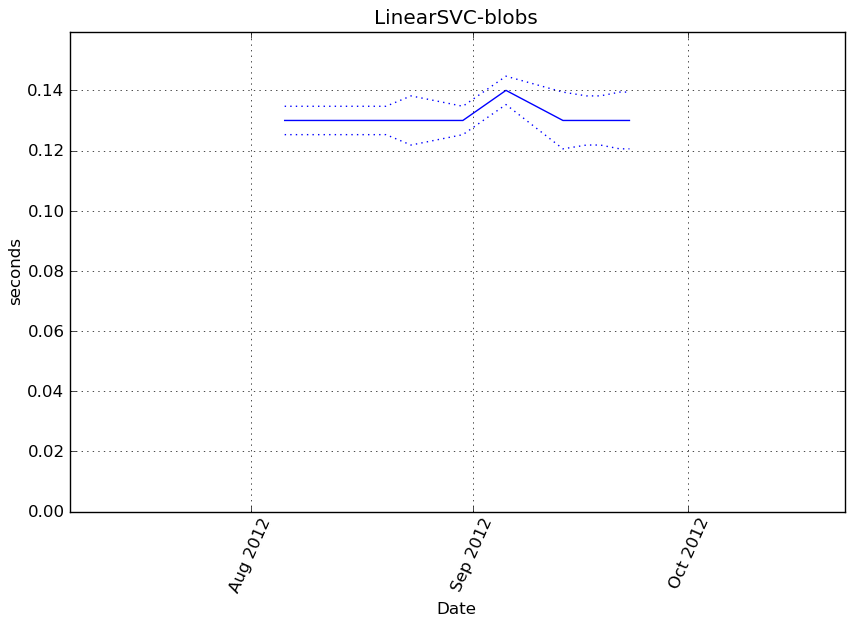 LinearSVC-blobs
0.14
0.12
0.10
0.08
0.06
0.04
0.02
0.00
seconds
Aug 2012
Sep 2012
Oct 2012
Date